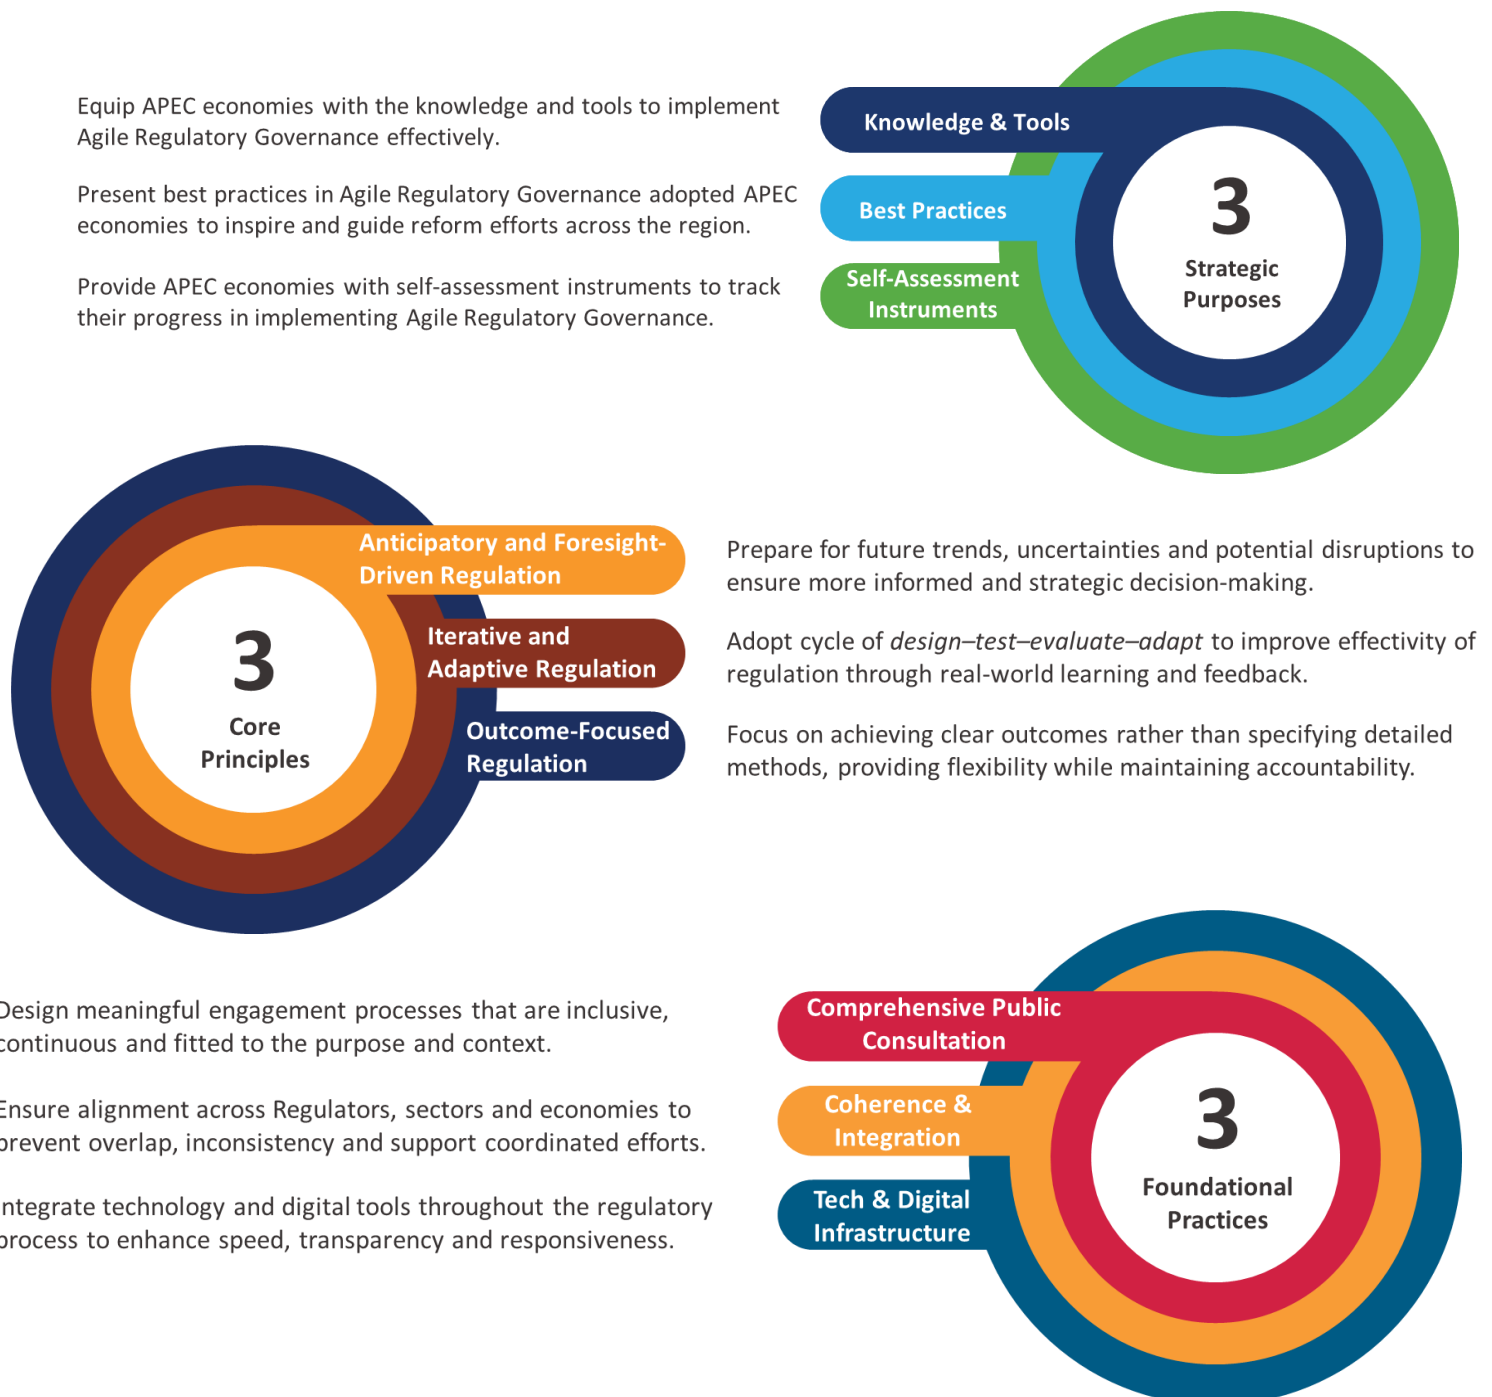 Equip APEC economies with the knowledge and tools to implement
Agile Regulatory Governance effectively.
Knowledge & Tools
Present best practices in Agile Regulatory Governance adopted APEC
economies to inspire and guide reform efforts across the region.
Best Practices
Provide APEC economies with self-assessment instruments to track
their progress in implementing Agile Regulatory Governance.
Self-Assessment
Instruments
3
Strategic
Purposes
3
Core
Principles
Anticipatory and Foresight-
Driven Regulation
Prepare for future trends, uncertainties and potential disruptions to
ensure more informed and strategic decision-making.
Iterative and
Adaptive Regulation
Adopt cycle of design–test–evaluate–adapt to improve effectivity of
regulation through real-world learning and feedback.
Outcome-Focused
Regulation
Focus on achieving clear outcomes rather than specifying detailed
methods, providing flexibility while maintaining accountability.
Design meaningful engagement processes that are inclusive,
continuous and fitted to the purpose and context.
Comprehensive Public
Consultation
Ensure alignment across Regulators, sectors and economies to
prevent overlap, inconsistency and support coordinated efforts.
Coherence &
Integration
Integrate technology and digital tools throughout the regulatory
process to enhance speed, transparency and responsiveness.
Tech & Digital
Infrastructure
3
Foundational
Practices